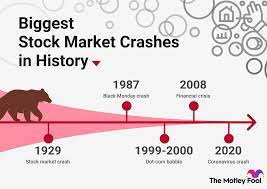 Biggest
Stock Market Crashes
in History
1987
Black Monday crash
2008
Financial crisis
1929
Stock market crash
1999-2000
Dot-com bubble
2020
Coronavirus crash
The Motley Fool